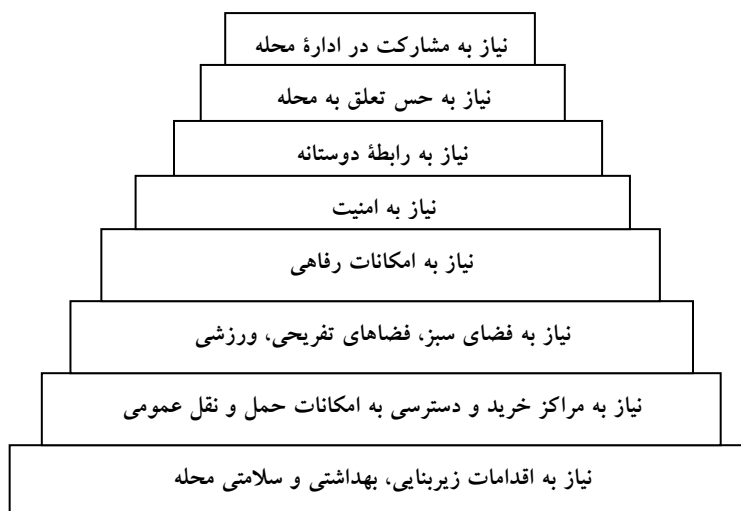 نیاز به مشارکت در ادارهٔ محله
نیاز به حس تعلق به محله
نیاز به رابطهٔ دوستانه
نیاز به امنیت
نیاز به امکانات رفاهی
نیاز به فضای سبز، فضاهای تفریحی، ورزشی
نیاز به مراکز خرید و دسترسی به امکانات حمل و نقل عمومی
نیاز به اقدامات زیربنایی، بهداشتی و سلامتی محله